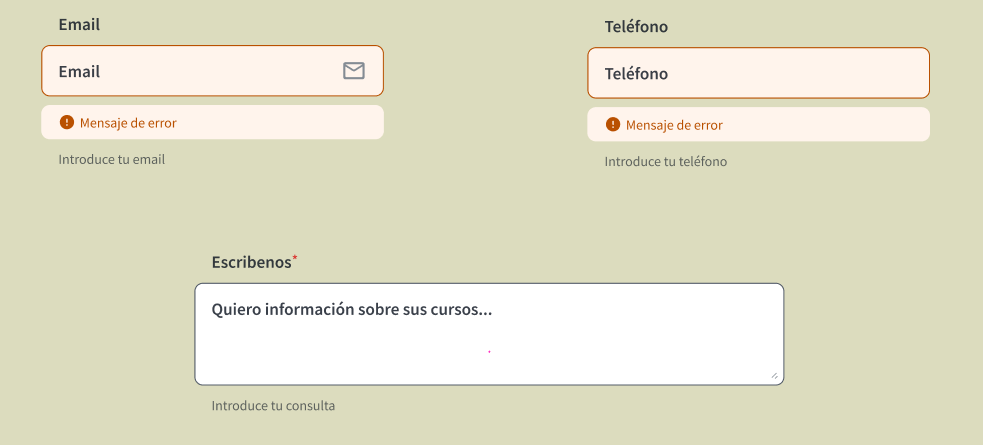 Email
Teléfono
Email
Teléfono
Mensaje de error
Mensaje de error
Introduce tu email
Introduce tu teléfono
Escribenos*
Quiero información sobre sus cursos...
Introduce tu consulta